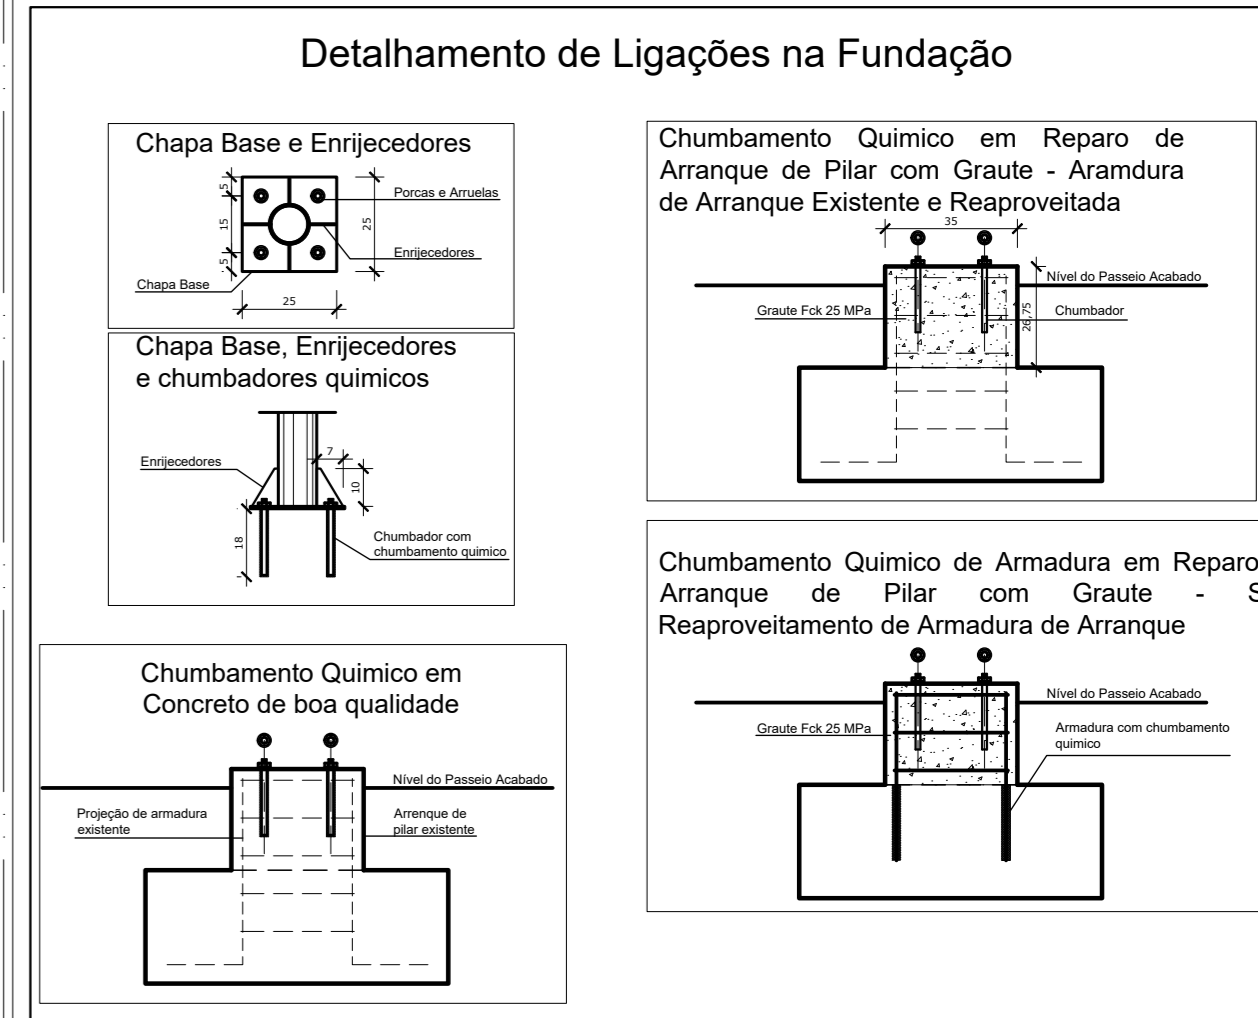 Detalhamento de Ligações na Fundação
Chapa Base e Enrijecedores
5
15
5
25
25
Porcas e Arruelas
Enrijecedores
Chapa Base
Chapa Base, Enrijecedores
e chumbadores quimicos
Enrijecedores
7
10
18
Chumbador com
chumbamento quimico
Chumbamento Quimico em
Concreto de boa qualidade
Nível do Passeio Acabado
Projeção de armadura
existente
Arrenque de
pilar existente
Chumbamento Quimico em Reparo de
Arranque de Pilar com Graute - Aramdura
de Arranque Existente e Reaproveitada
35
Nível do Passeio Acabado
Graute Fck 25 MPa
Chumbador
26,75
Chumbamento Quimico de Armadura em Reparo
Arranque de Pilar com Graute - S
Reaproveitamento de Armadura de Arranque
Nível do Passeio Acabado
Graute Fck 25 MPa
Armadura com chumbamento
quimico